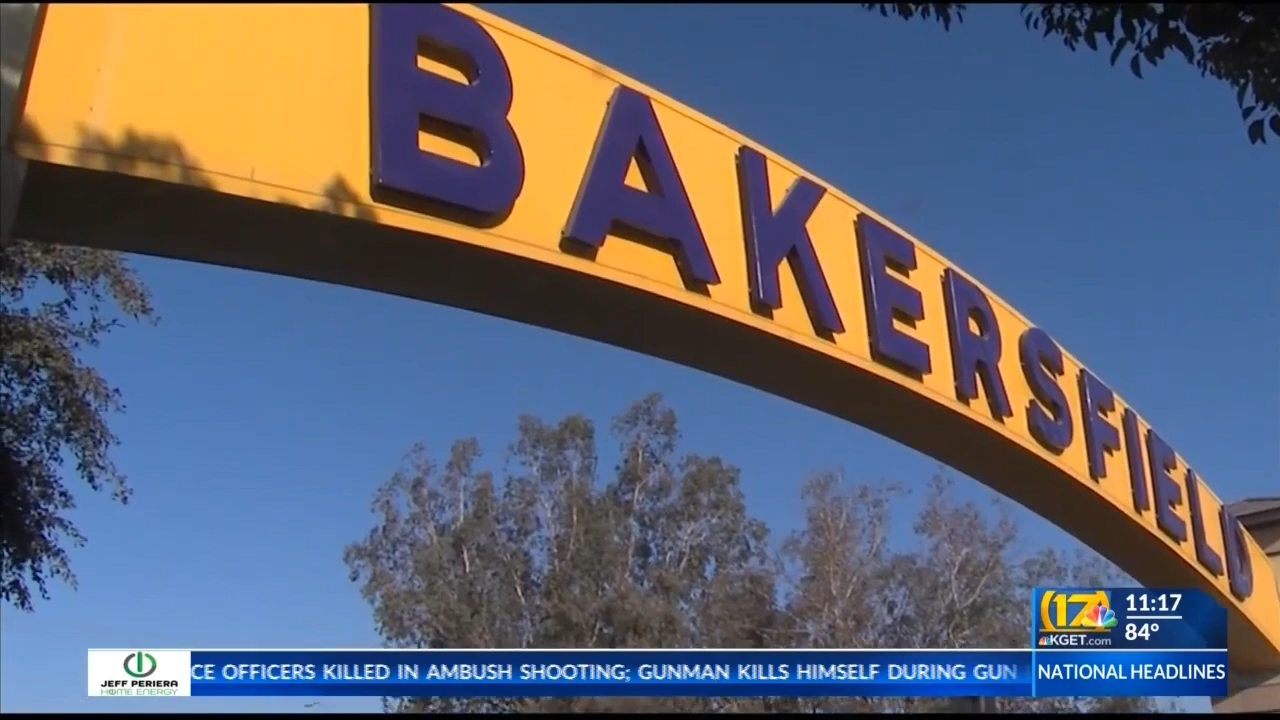 BAKERSFIELD
17
11:17
KGET.com
84°
JEFF PERIERA
HOME ENERGY
CE OFFICERS KILLED IN AMBUSH SHOOTING; GUNMAN KILLS HIMSELF DURING GUN
NATIONAL HEADLINES